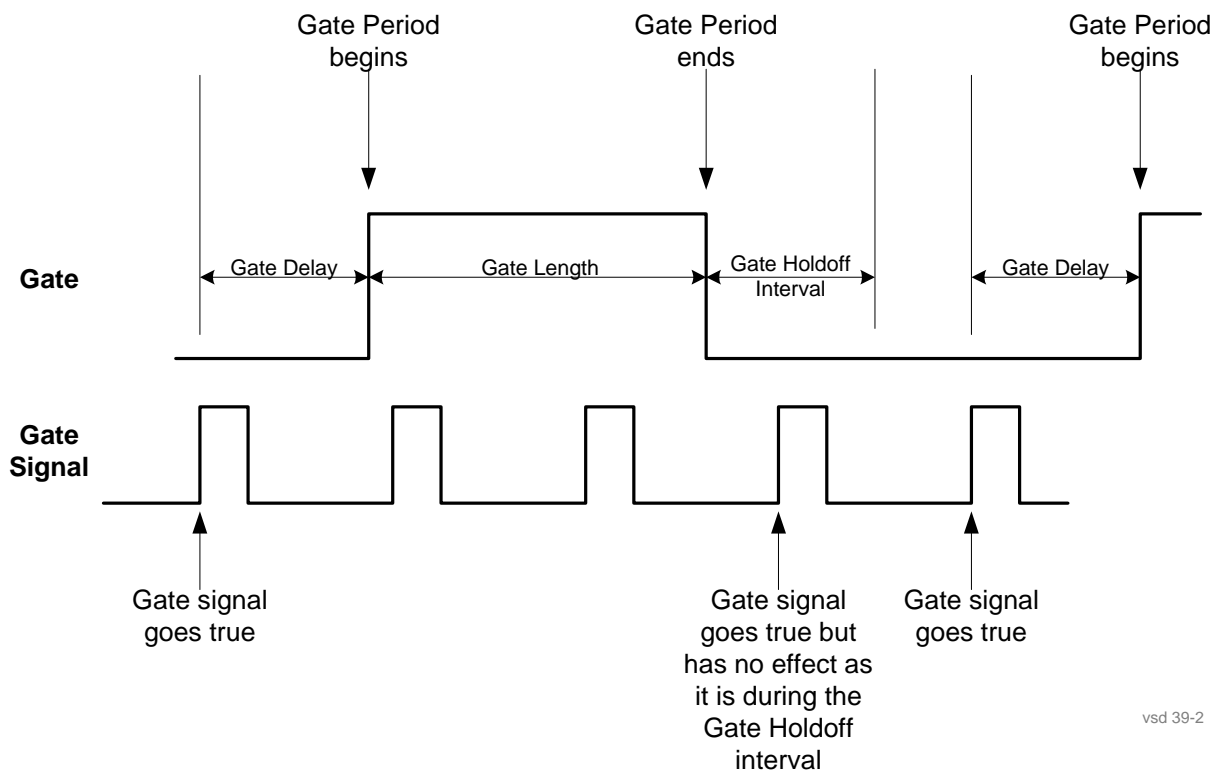 Gate Period
begins
Gate Period
ends
Gate Period
begins
Gate
Gate Delay
Gate Length
Gate Holdoff
Interval
Gate Delay
Gate
Signal
Gate signal
goes true
Gate signal
goes true but
has no effect as
it is during the
Gate Holdoff
interval
Gate signal
goes true
vsd 39-2